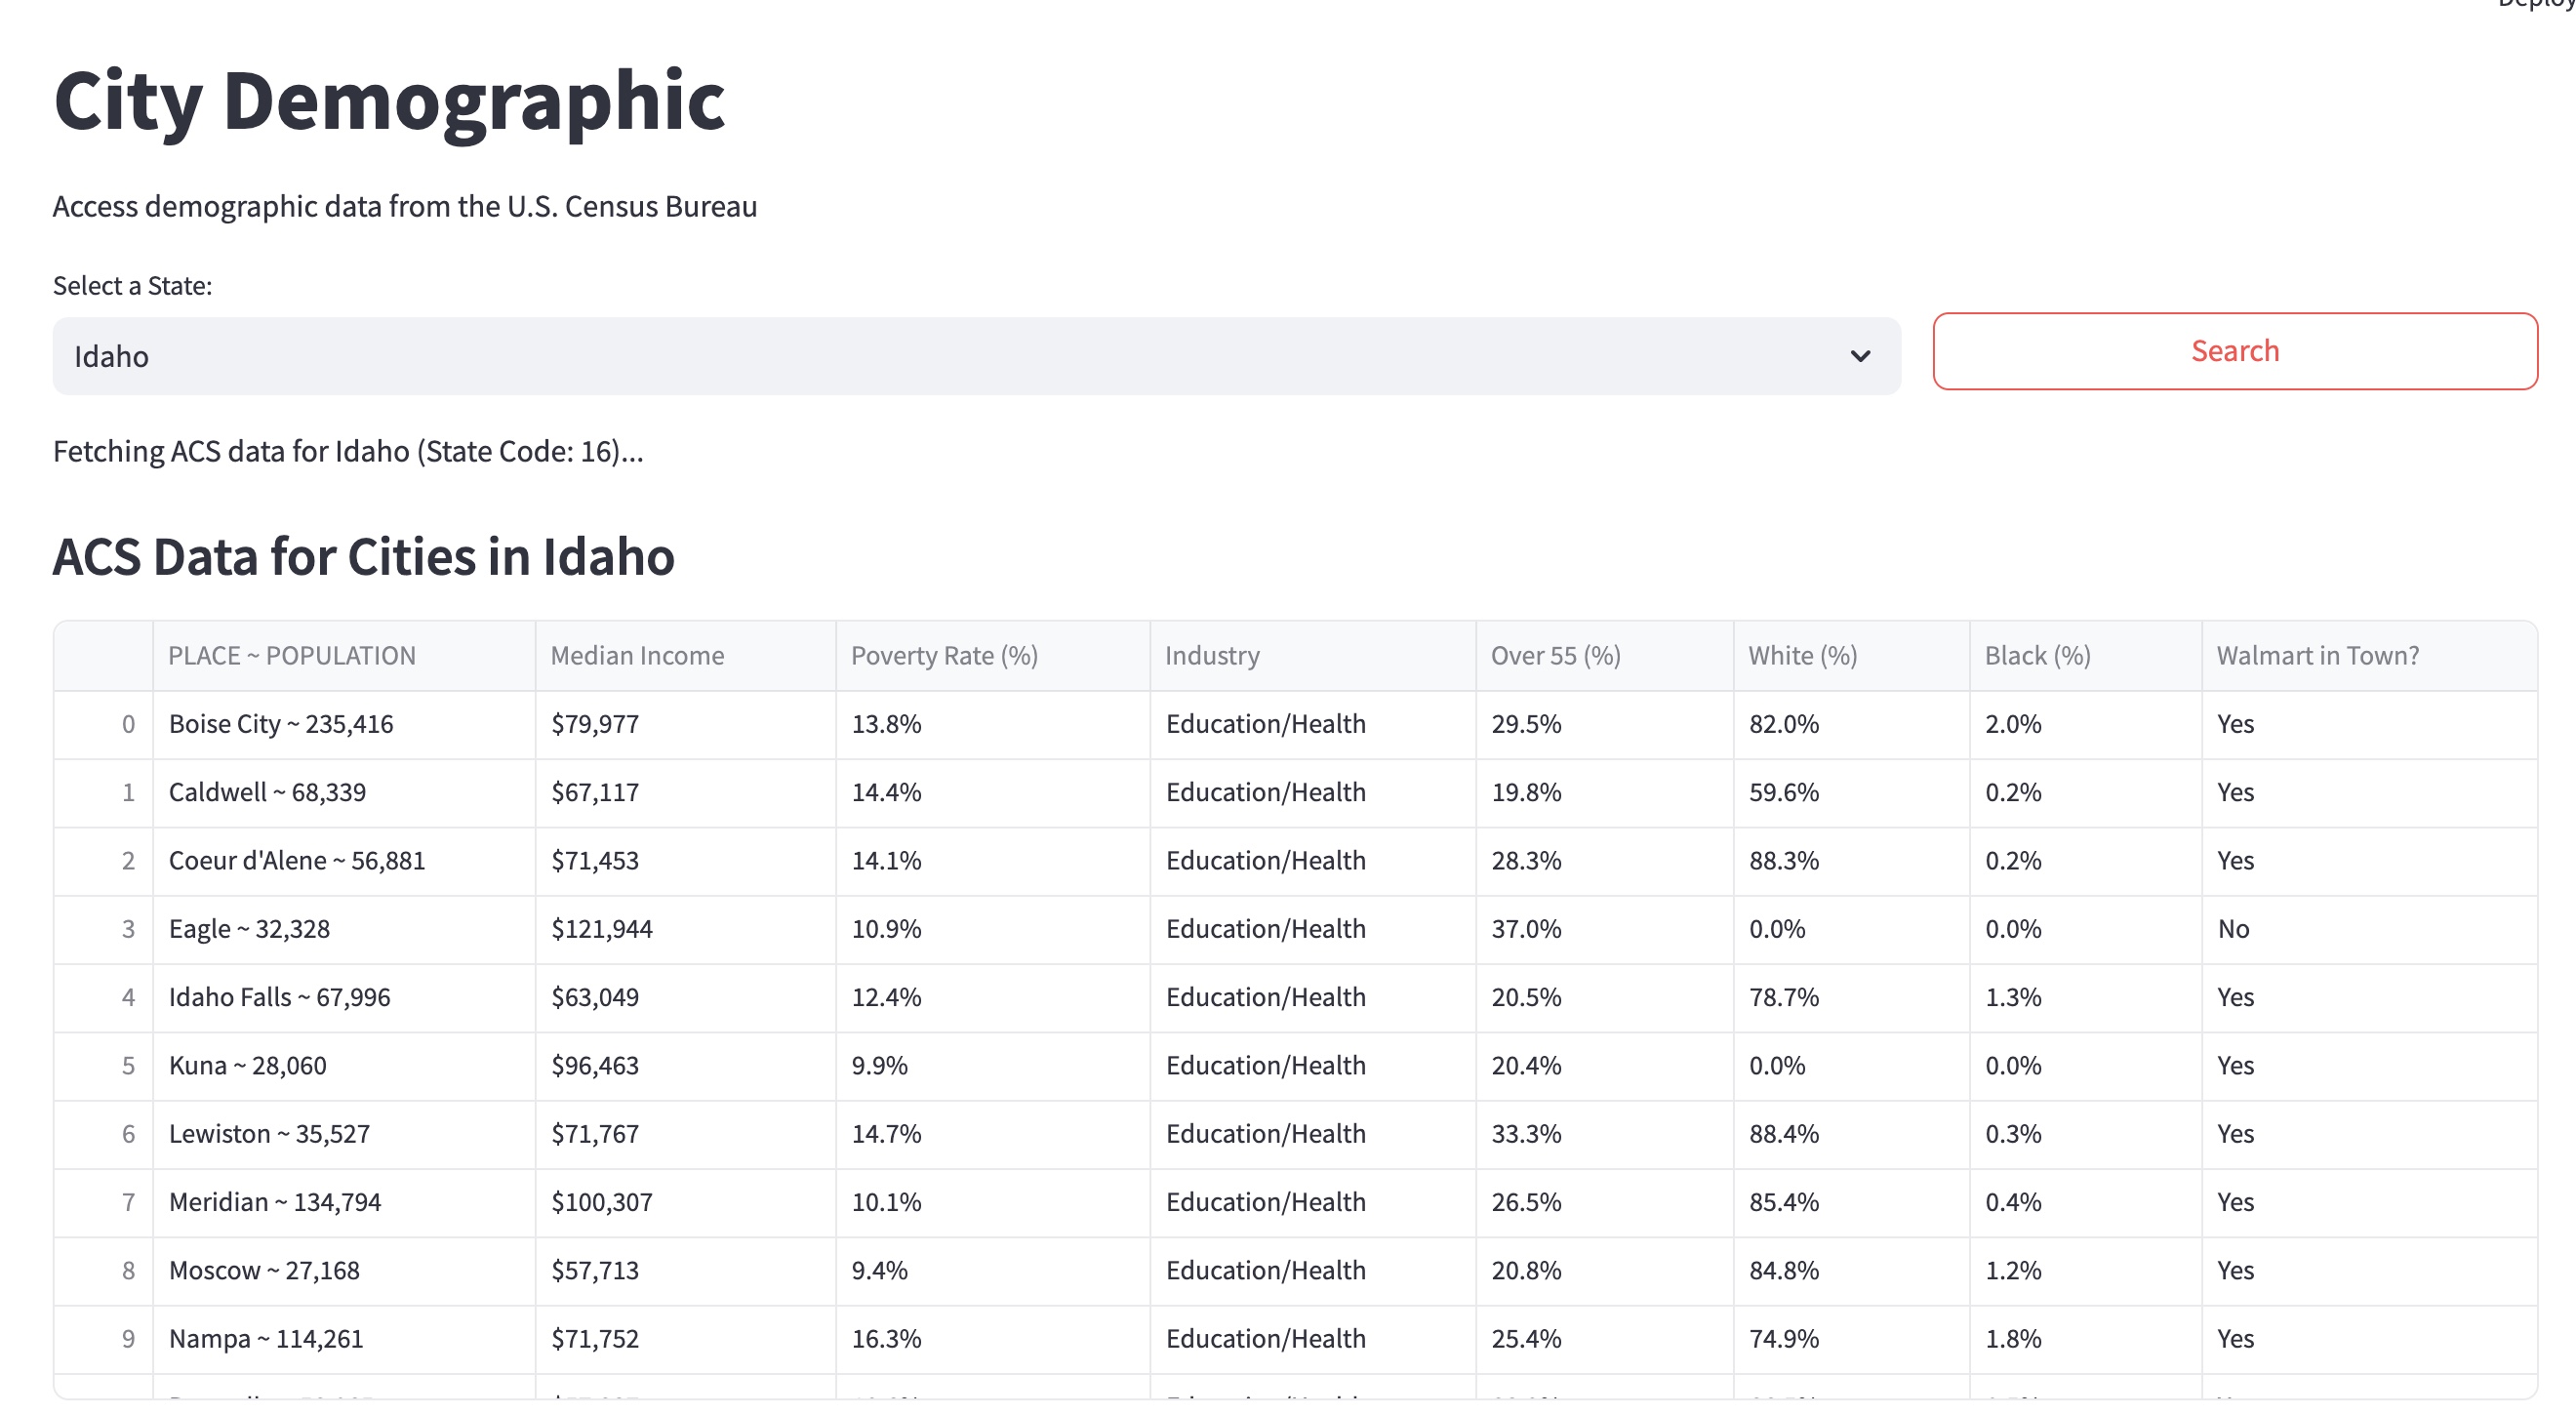 Deploy
City Demographic
Access demographic data from the U.S. Census Bureau
Select a State:
Idaho
Search
Fetching ACS data for Idaho (State Code: 16)...
ACS Data for Cities in Idaho
PLACE ~ POPULATION Median Income Poverty Rate (%) Industry Over 55 (%) White (%) Black (%) Walmart in Town?
0 Boise City ~ 235,416 $79,977 13.8% Education/Health 29.5% 82.0% 2.0% Yes
1 Caldwell ~ 68,339 $67,117 14.4% Education/Health 19.8% 59.6% 0.2% Yes
2 Coeur d'Alene ~ 56,881 $71,453 14.1% Education/Health 28.3% 88.3% 0.2% Yes
3 Eagle ~ 32,328 $121,944 10.9% Education/Health 37.0% 0.0% 0.0% No
4 Idaho Falls ~ 67,996 $63,049 12.4% Education/Health 20.5% 78.7% 1.3% Yes
5 Kuna ~ 28,060 $96,463 9.9% Education/Health 20.4% 0.0% 0.0% Yes
6 Lewiston ~ 35,527 $71,767 14.7% Education/Health 33.3% 88.4% 0.3% Yes
7 Meridian ~ 134,794 $100,307 10.1% Education/Health 26.5% 85.4% 0.4% Yes
8 Moscow ~ 27,168 $57,713 9.4% Education/Health 20.8% 84.8% 1.2% Yes
9 Nampa ~ 114,261 $71,752 16.3% Education/Health 25.4% 74.9% 1.8% Yes